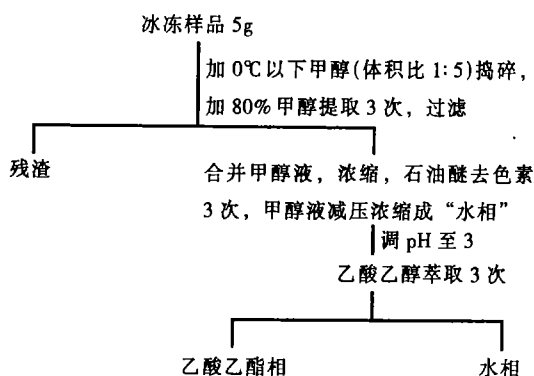 冰冻样品 5g
加 0℃以下甲醇(体积比 1:5)捣碎，
加 80% 甲醇提取 3 次，过滤
残渣
合并甲醇液，浓缩，石油醚去色素
3 次，甲醇液减压浓缩成“水相”
调 pH 至 3
乙酸乙醇萃取 3 次
乙酸乙酯相
水相